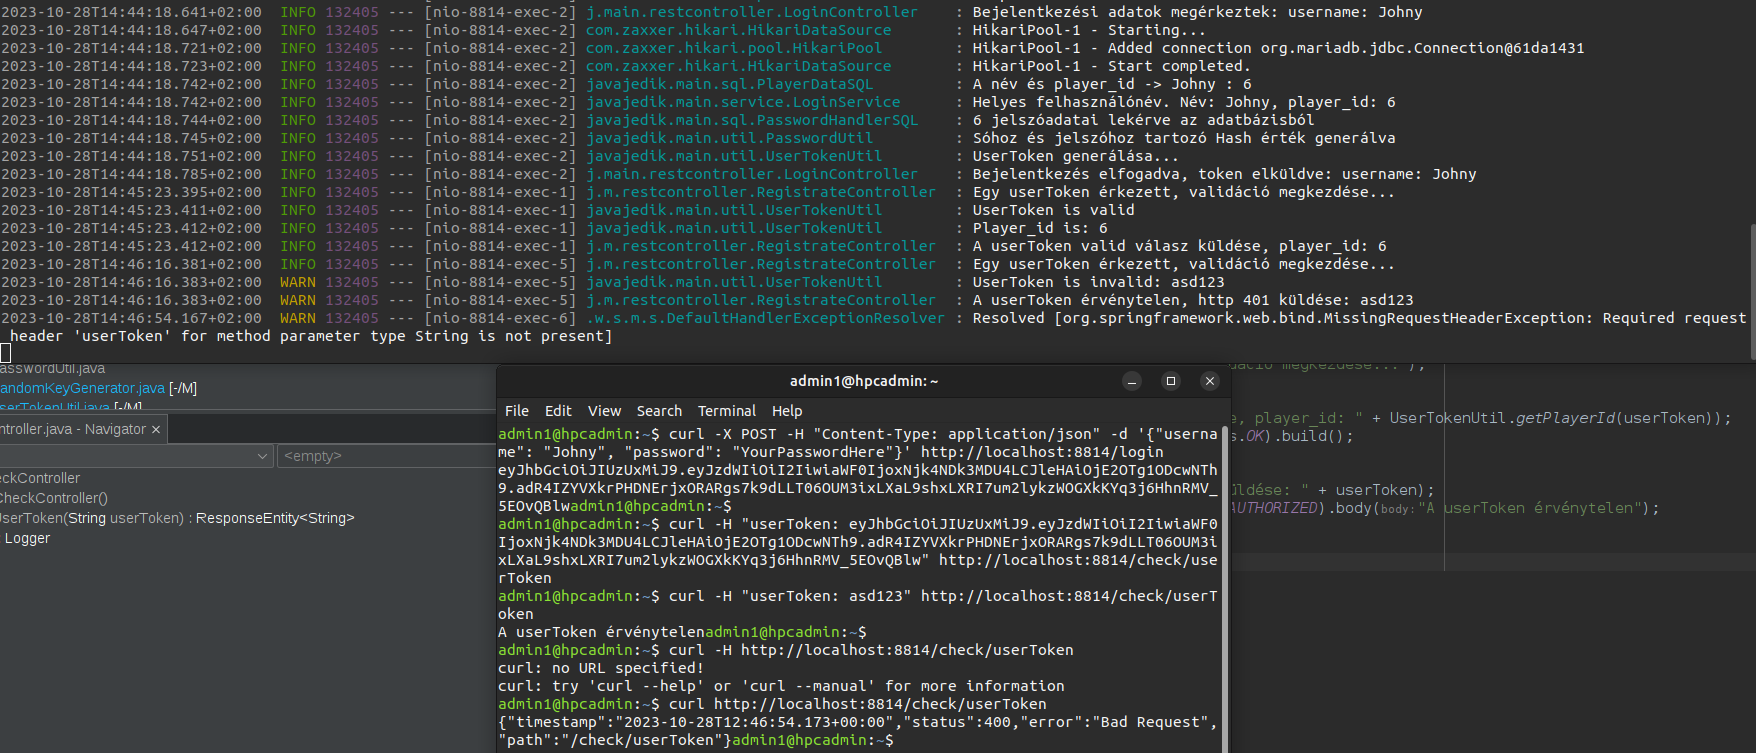 2023-10-28T14:44:18.641+02:00  INFO 132405 --- [nio-8814-exec-2] j.main.restcontroller.LoginController    : Bejelentkezési adatok megérkeztek: username: Johny
2023-10-28T14:44:18.647+02:00  INFO 132405 --- [nio-8814-exec-2] com.zaxxer.hikari.HikariDataSource       : HikariPool-1 - Starting...
2023-10-28T14:44:18.721+02:00  INFO 132405 --- [nio-8814-exec-2] com.zaxxer.hikari.pool.HikariPool        : HikariPool-1 - Added connection org.mariadb.jdbc.Connection@61da1431
2023-10-28T14:44:18.723+02:00  INFO 132405 --- [nio-8814-exec-2] com.zaxxer.hikari.HikariDataSource       : HikariPool-1 - Start completed.
2023-10-28T14:44:18.742+02:00  INFO 132405 --- [nio-8814-exec-2] javajedik.main.sql.PlayerDataSQL         : A név és player_id -> Johny : 6
2023-10-28T14:44:18.742+02:00  INFO 132405 --- [nio-8814-exec-2] javajedik.main.service.LoginService      : Helyes felhasználónév. Név: Johny, player_id: 6
2023-10-28T14:44:18.744+02:00  INFO 132405 --- [nio-8814-exec-2] javajedik.main.sql.PasswordHandlerSQL    : 6 jelszóadatai lekérve az adatbázisból
2023-10-28T14:44:18.745+02:00  INFO 132405 --- [nio-8814-exec-2] javajedik.main.util.PasswordUtil         : Sóhoz és jelszóhoz tartozó Hash érték generálva
2023-10-28T14:44:18.751+02:00  INFO 132405 --- [nio-8814-exec-2] javajedik.main.util.UserTokenUtil        : UserToken generálása...
2023-10-28T14:44:18.785+02:00  INFO 132405 --- [nio-8814-exec-2] j.main.restcontroller.LoginController    : Bejelentkezés elfogadva, token elküldve: username: Johny
2023-10-28T14:45:23.395+02:00  INFO 132405 --- [nio-8814-exec-1] j.m.restcontroller.RegistrateController  : Egy userToken érkezett, validáció megkezdése...
2023-10-28T14:45:23.411+02:00  INFO 132405 --- [nio-8814-exec-1] javajedik.main.util.UserTokenUtil        : UserToken is valid
2023-10-28T14:45:23.412+02:00  INFO 132405 --- [nio-8814-exec-1] javajedik.main.util.UserTokenUtil        : Player_id is: 6
2023-10-28T14:45:23.412+02:00  INFO 132405 --- [nio-8814-exec-1] j.m.restcontroller.RegistrateController  : A userToken valid válasz küldése, player_id: 6
2023-10-28T14:46:16.381+02:00  INFO 132405 --- [nio-8814-exec-5] j.m.restcontroller.RegistrateController  : Egy userToken érkezett, validáció megkezdése...
2023-10-28T14:46:16.383+02:00  WARN 132405 --- [nio-8814-exec-5] javajedik.main.util.UserTokenUtil        : UserToken is invalid: asd123
2023-10-28T14:46:16.383+02:00  WARN 132405 --- [nio-8814-exec-5] j.m.restcontroller.RegistrateController  : A userToken érvénytelen, http 401 küldése: asd123
2023-10-28T14:46:54.167+02:00  WARN 132405 --- [nio-8814-exec-6] .w.s.m.s.DefaultHandlerExceptionResolver : Resolved [org.springframework.web.bind.MissingRequestHeaderException: Required request
 header 'userToken' for method parameter type String is not present]
asswordUtil.java
andomKeyGenerator.java [-/M]
serTokenUtil.java [-/M]
ntroller.java - Navigator ×
<empty>
eckController
CheckController()
UserToken(String userToken) : ResponseEntity<String>
: Logger
admin1@hpcadmin: ~
File Edit View Search Terminal Help
admin1@hpcadmin:~$ curl -X POST -H "Content-Type: application/json" -d '{"userna
me": "Johny", "password": "YourPasswordHere"}' http://localhost:8814/login
eyJhbGciOiJIUzUxMiJ9.eyJzdWIiOiI2IiwiaWF0IjoxNjk4NDk3MDU4LCJleHAiOjE2OTg1ODcwNTh
9.adR4IZYVXkrPHDNErjxORARgs7k9dLLT06OUM3ixLXaL9shxLXRI7um2lykzWOGXkKYq3j6HhnRMV_
5EOvQBlwadmin1@hpcadmin:~$
admin1@hpcadmin:~$ curl -H "userToken: eyJhbGciOiJIUzUxMiJ9.eyJzdWIiOiI2IiwiaWF0
IjoxNjk4NDk3MDU4LCJleHAiOjE2OTg1ODcwNTh9.adR4IZYVXkrPHDNErjxORARgs7k9dLLT06OUM3i
xLXaL9shxLXRI7um2lykzWOGXkKYq3j6HhnRMV_5EOvQBlw" http://localhost:8814/check/use
rToken
admin1@hpcadmin:~$ curl -H "userToken: asd123" http://localhost:8814/check/userT
oken
A userToken érvénytelenadmin1@hpcadmin:~$
admin1@hpcadmin:~$ curl -H http://localhost:8814/check/userToken
curl: no URL specified!
curl: try 'curl --help' or 'curl --manual' for more information
admin1@hpcadmin:~$ curl http://localhost:8814/check/userToken
{"timestamp":"2023-10-28T12:46:54.173+00:00","status":400,"error":"Bad Request",
"path":"/check/userToken"}admin1@hpcadmin:~$
dáció megkezdése...");
e, player_id: " + UserTokenUtil.getPlayerId(userToken));
s.OK).build();
üldése: " + userToken);
AUTHORIZED).body(body:"A userToken érvénytelen");